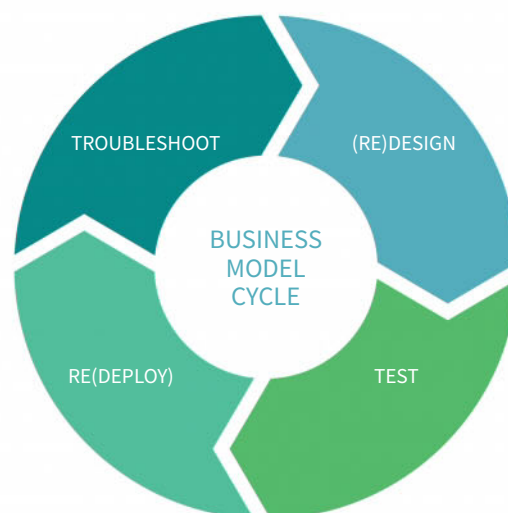 TROUBLESHOOT
(RE)DESIGN
BUSINESS
MODEL
CYCLE
RE(DEPLOY)
TEST